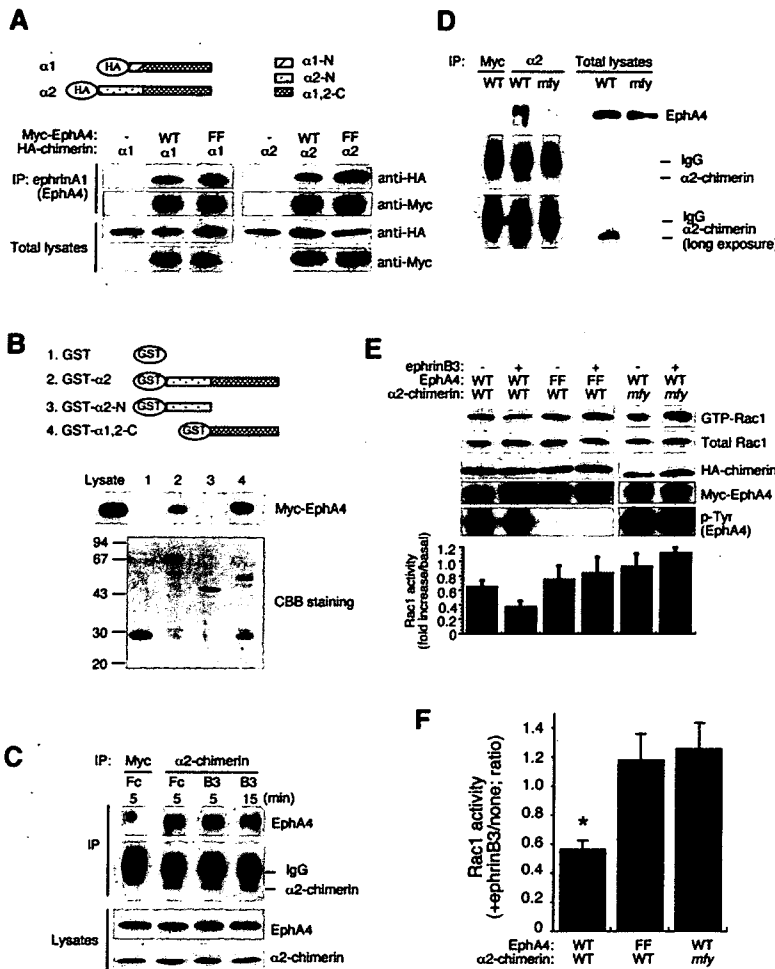 A
α1
HA
α2
HA
α1-N
α2-N
α1,2-C
Myc-EphA4: - WT FF - WT FF
HA-chimerin: α1 α1 α1 α2 α2 α2
IP: ephrinA1
(EphA4)
anti-HA
anti-Myc
Total lysates
anti-HA
anti-Myc
B
1. GST GST
2. GST-α2 GST
3. GST-α2-N GST
4. GST-α1,2-C GST
Lysate 1 2 3 4
Myc-EphA4
94
67
43
30
20
CBB staining
C
IP: Myc α2-chimerin
Fc Fc B3 B3
5 5 5 15 (min)
IP
EphA4
IgG
α2-chimerin
Lysates
EphA4
α2-chimerin
D
IP: Myc α2 Total lysates
WT WT mfy WT mfy
EphA4
IgG
α2-chimerin
IgG
α2-chimerin
(long exposure)
E
ephrinB3: - + - + - +
EphA4: WT WT FF FF WT WT
α2-chimerin: WT WT WT WT mfy mfy
GTP-Rac1
Total Rac1
HA-chimerin
Myc-EphA4
p-Tyr
(EphA4)
Rac1 activity
(fold increase/basal)
1.2
1.0
0.8
0.6
0.4
0.2
0
F
Rac1 activity
(+ephrinB3/none; ratio)
1.4
1.2
1.0
0.8
0.6
0.4
0.2
0
*
EphA4: WT FF WT
α2-chimerin: WT WT mfy